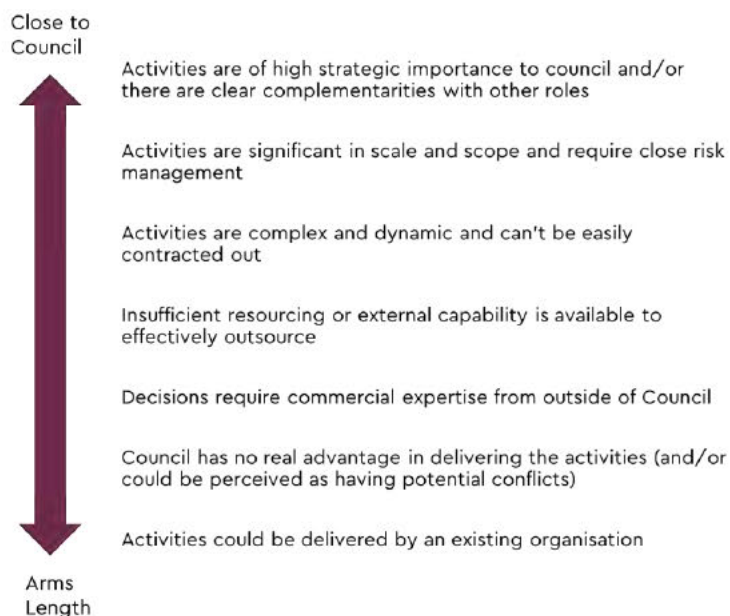 Close to
Council
Activities are of high strategic importance to council and/or
there are clear complementarities with other roles
Activities are significant in scale and scope and require close risk
management
Activities are complex and dynamic and can't be easily
contracted out
Insufficient resourcing or external capability is available to
effectively outsource
Decisions require commercial expertise from outside of Council
Council has no real advantage in delivering the activities (and/or
could be perceived as having potential conflicts)
Activities could be delivered by an existing organisation
Arms
Length